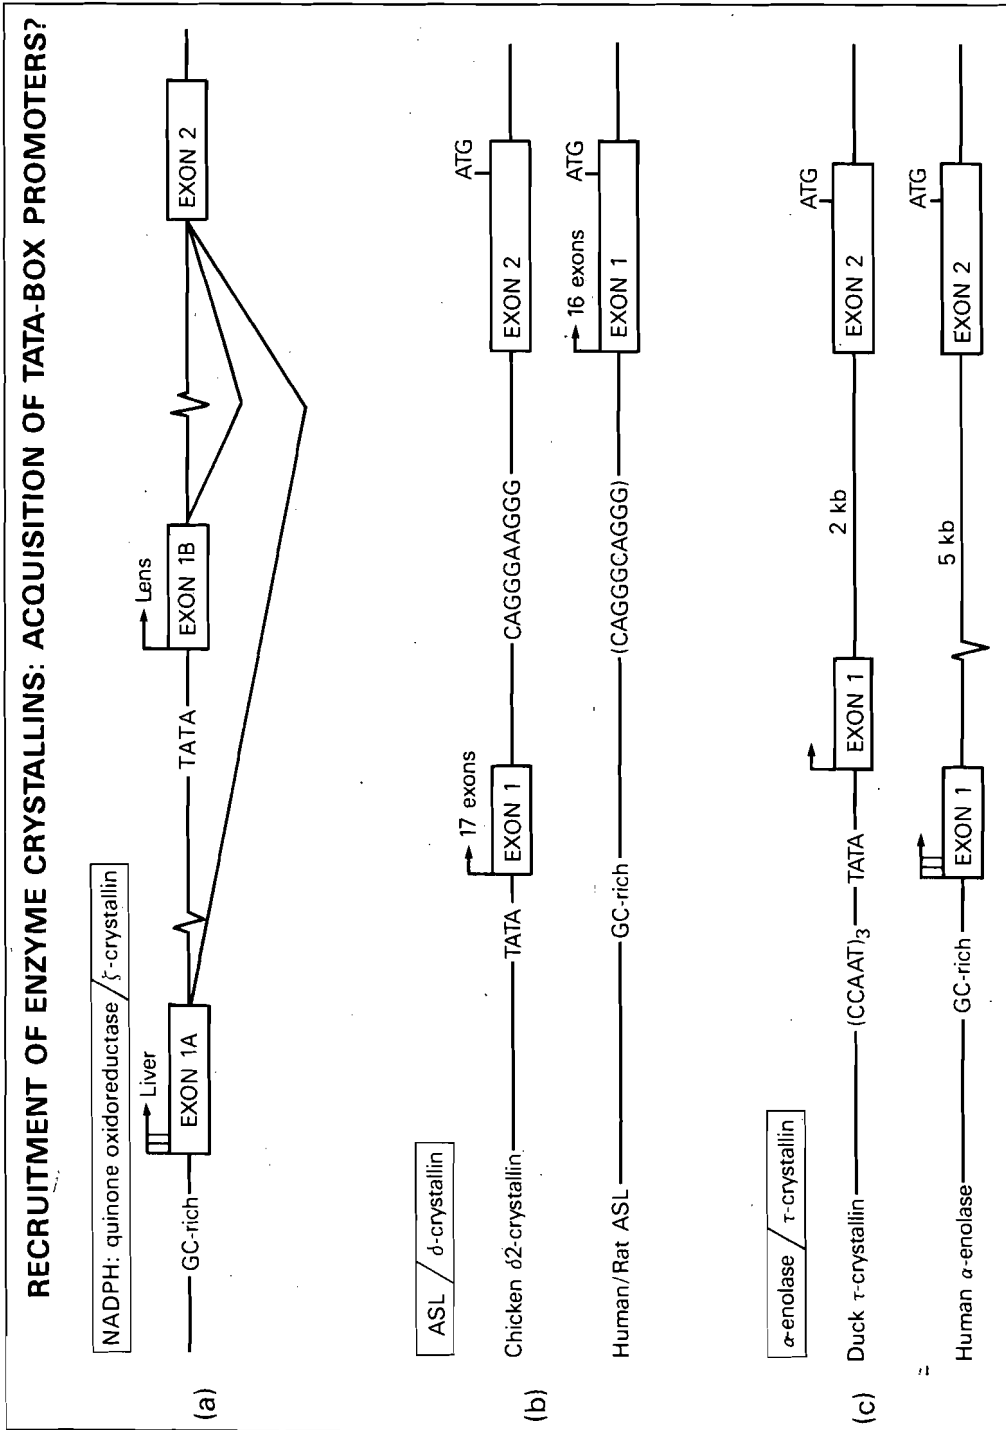 RECRUITMENT OF ENZYME CRYSTALLINS: ACQUISITION OF TATA-BOX PROMOTERS?
(a)
NADPH: quinone oxidoreductase / ζ-crystallin
Liver
Lens
GC-rich
EXON 1A
TATA
EXON 1B
EXON 2
(b)
ASL / δ-crystallin
17 exons
ATG
Chicken δ2-crystallin
TATA
EXON 1
CAGGGAAGGG
EXON 2
16 exons
ATG
Human/Rat ASL
GC-rich
(CAGGGCAGGG)
EXON 1
(c)
α-enolase / τ-crystallin
ATG
Duck τ-crystallin
(CCAAT)3
TATA
EXON 1
2 kb
EXON 2
ATG
Human α-enolase
GC-rich
EXON 1
5 kb
EXON 2